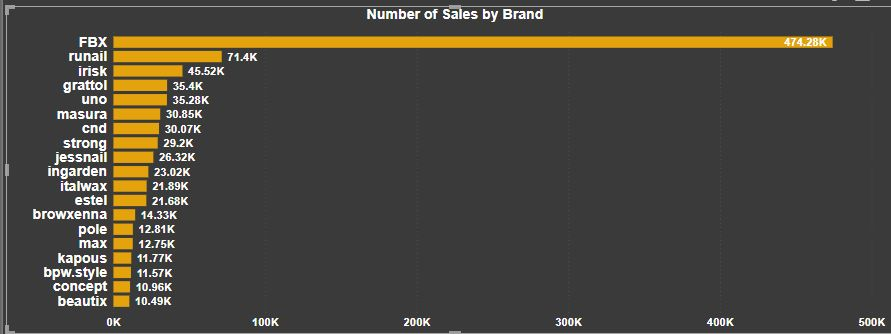 Number of Sales by Brand
FBX 474.28K
runail 71.4K
irisk 45.52K
grattol 35.4K
uno 35.28K
masura 30.85K
cnd 30.07K
strong 29.2K
jessnail 26.32K
ingarden 23.02K
italwax 21.89K
estel 21.68K
browxenna 14.33K
pole 12.81K
max 12.75K
kapous 11.77K
bpw.style 11.57K
concept 10.96K
beautix 10.49K
0K 100K 200K 300K 400K 500K